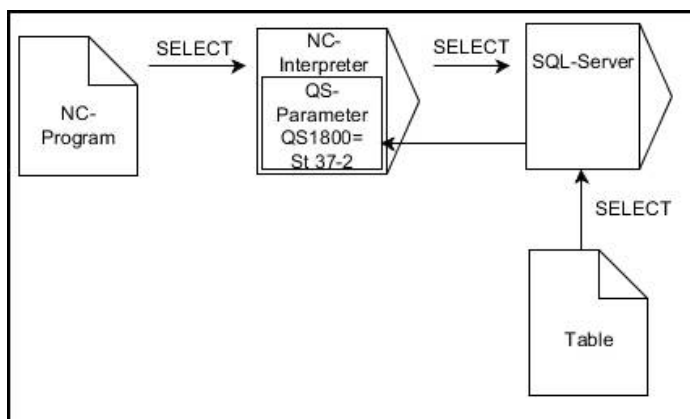 SELECT
NC-
Interpreter
SELECT
SQL-Server
NC-
Program
QS-
Parameter
QS1800=
St 37-2
SELECT
Table